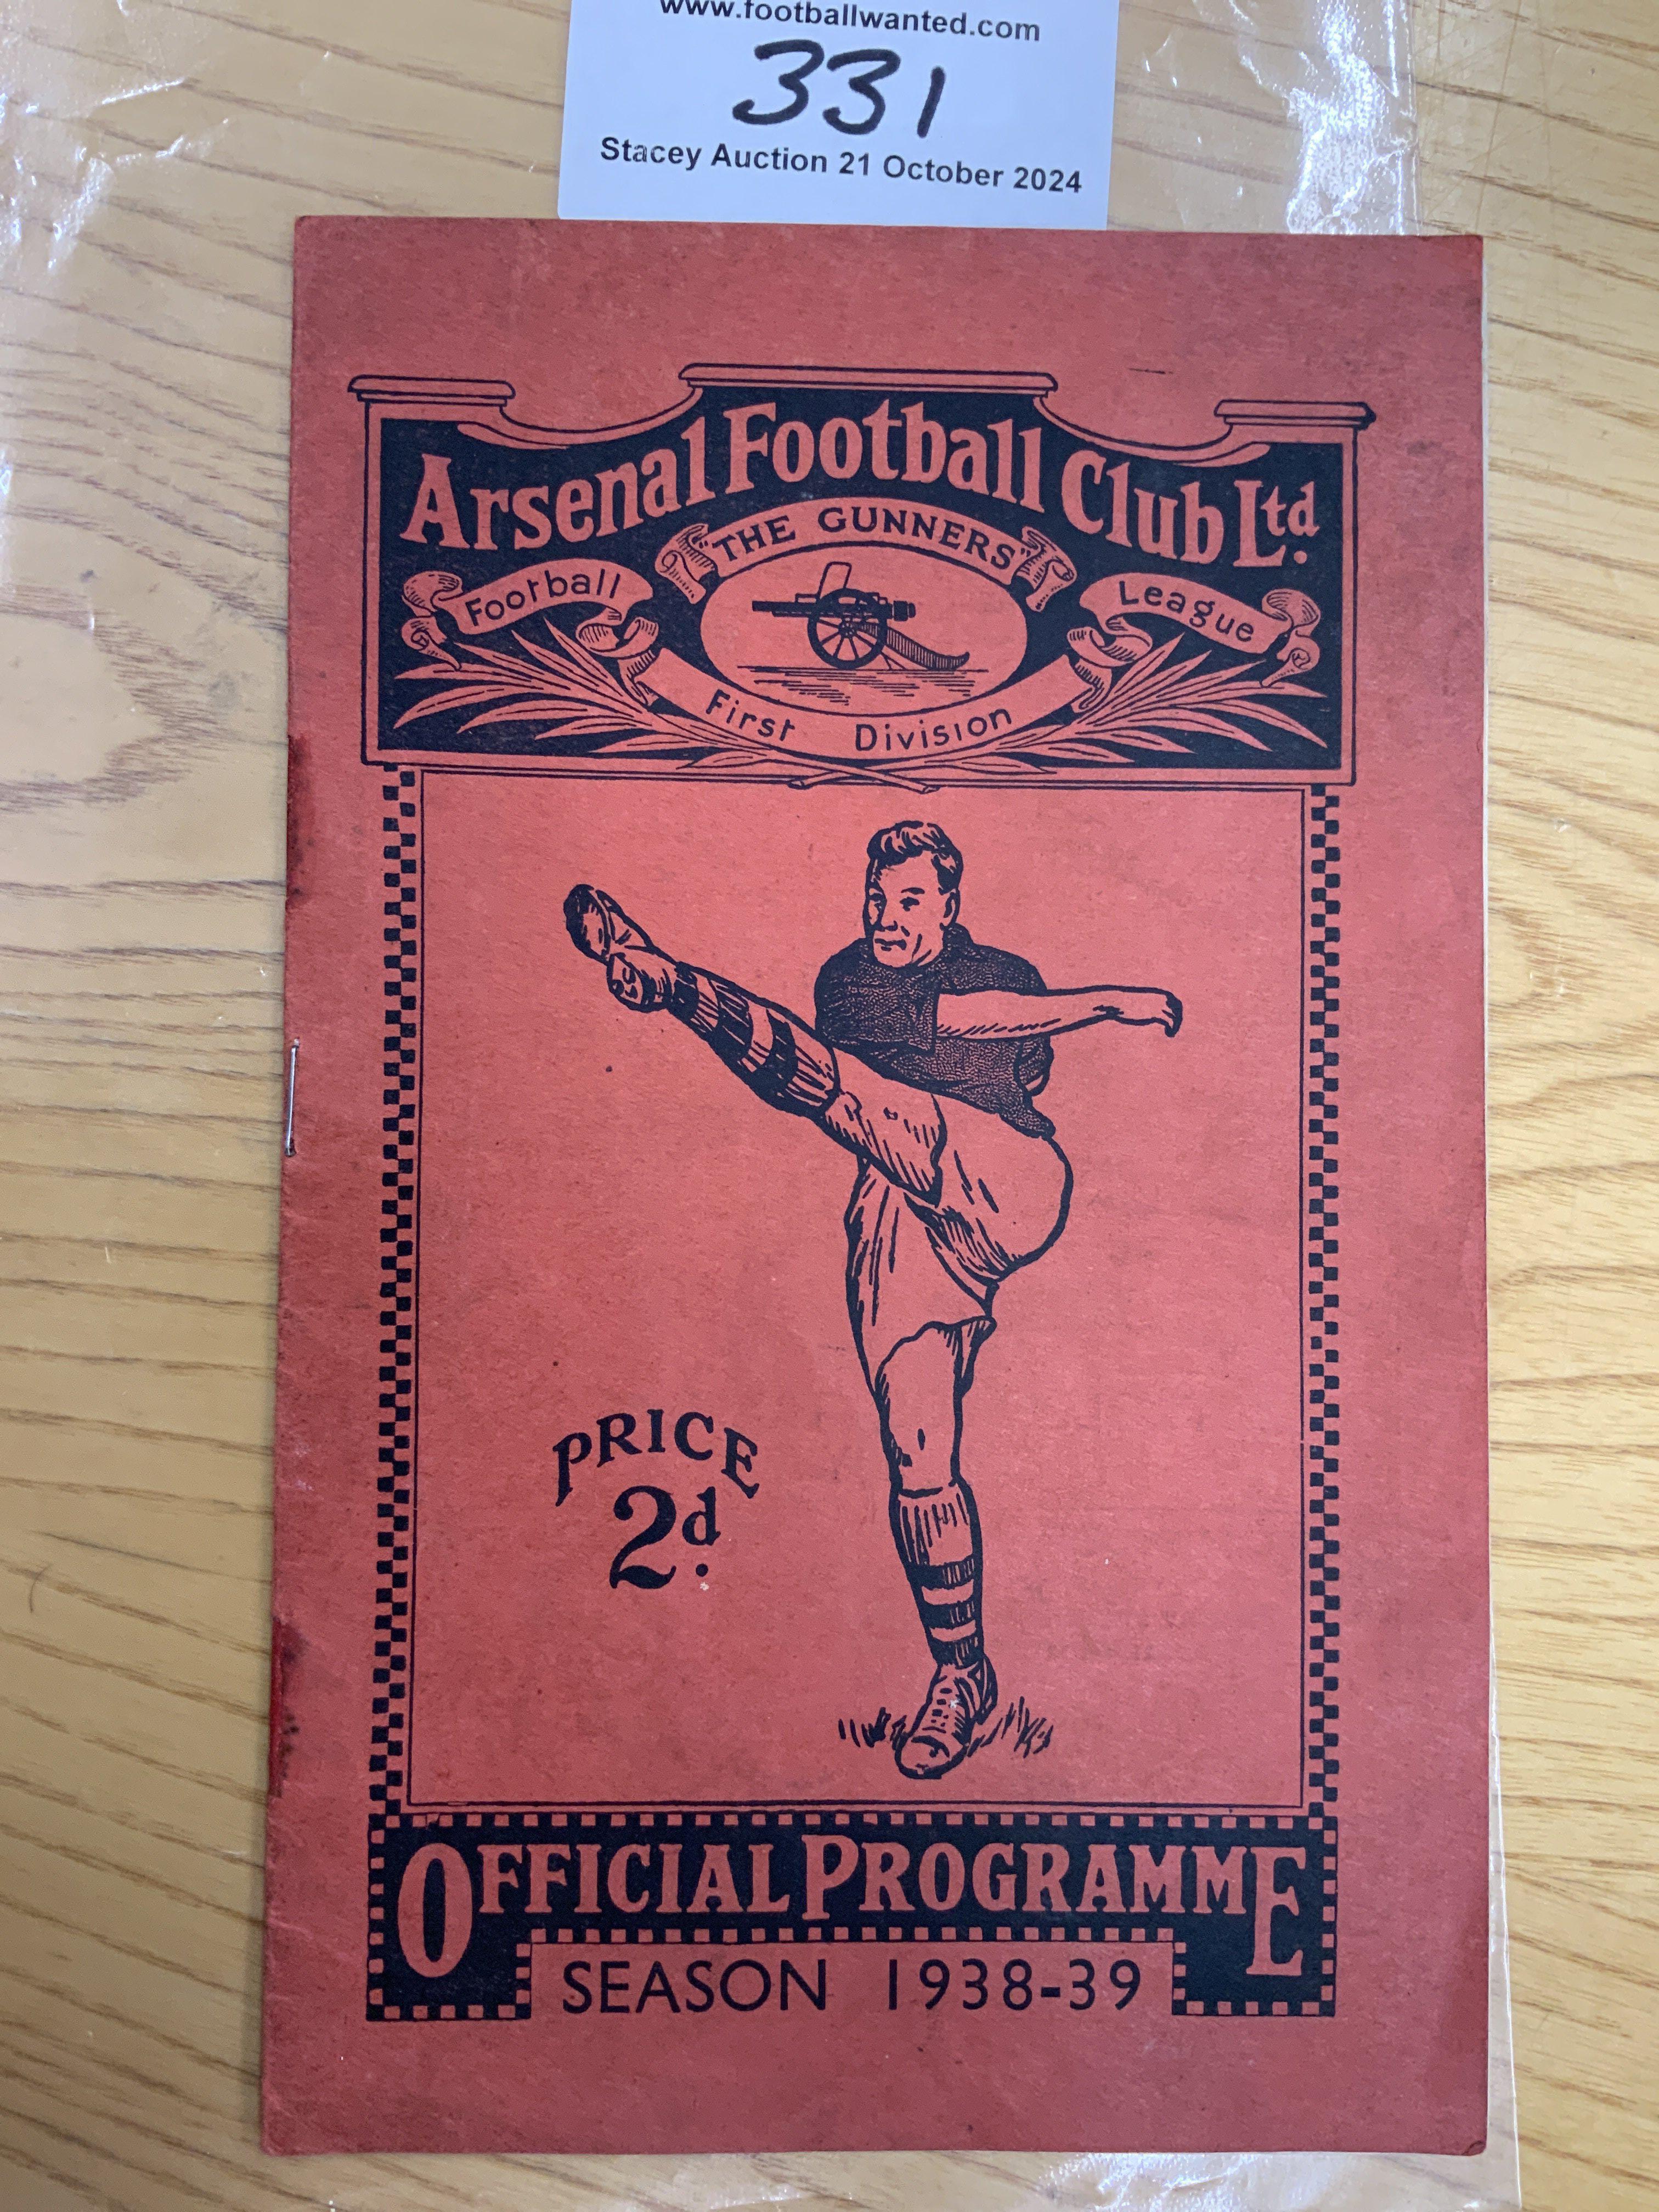 www.footballwanted.com
331
Stacey Auction 21 October 2024
Arsenal Football Club Ltd.
"THE GUNNERS"
Football League
First Division
PRICE
2d.
OFFICIAL PROGRAMME
SEASON 1938-39